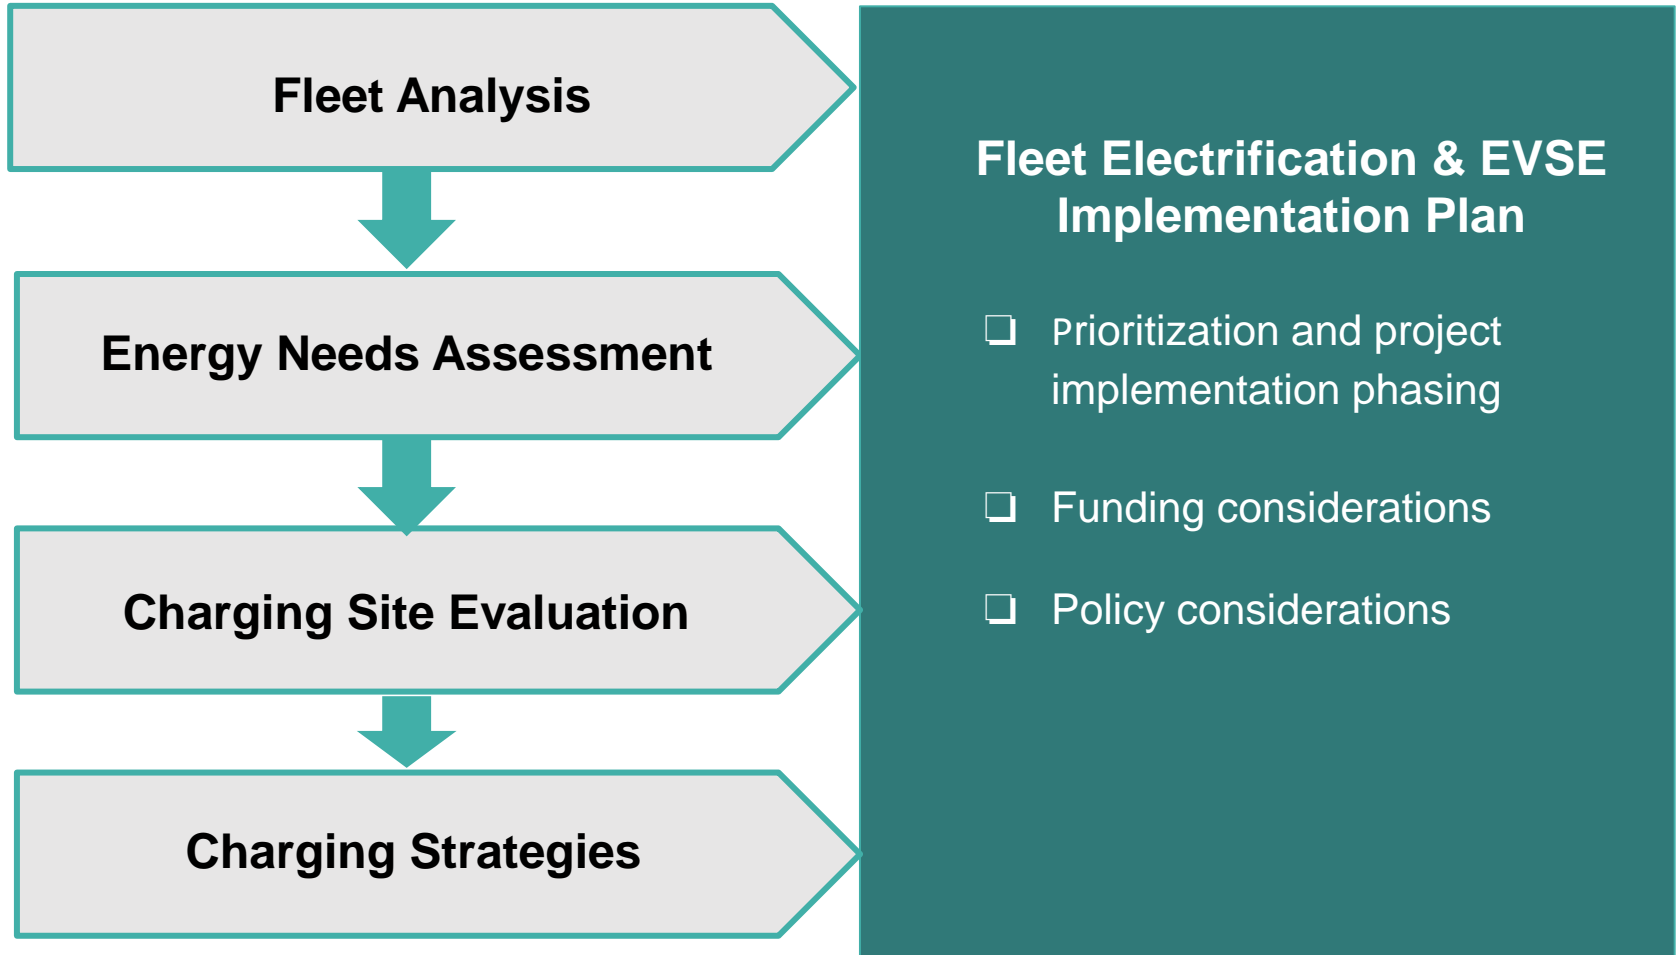 Fleet Analysis
Energy Needs Assessment
Charging Site Evaluation
Charging Strategies
Fleet Electrification & EVSE
Implementation Plan
❏ Prioritization and project
implementation phasing
❏ Funding considerations
❏ Policy considerations